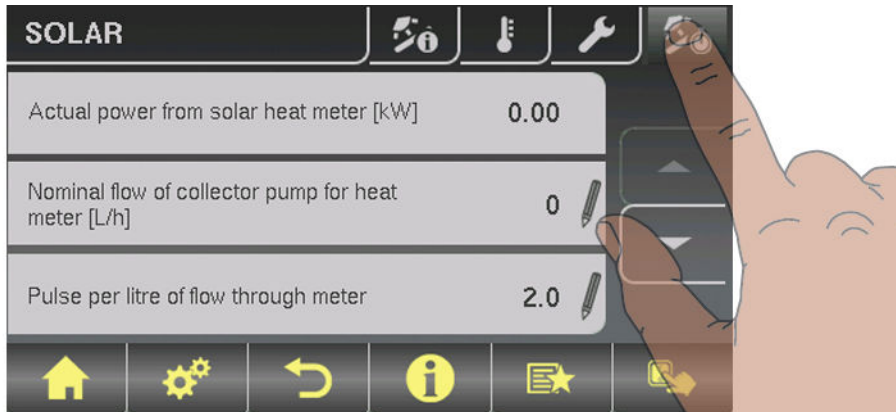 SOLAR
Actual power from solar heat meter [kW] 0.00
Nominal flow of collector pump for heat
meter [L/h] 0
Pulse per litre of flow through meter 2.0